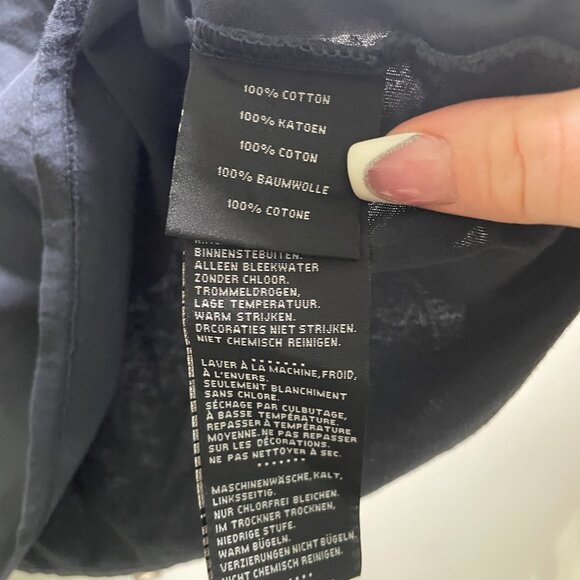 100% COTTON
100% KATOEN
100% COTON
100% BAUMWOLLE
100% COTONE
BINNENSTEBUITEN.
ALLEEN BLEEKWATER
ZONDER CHLOOR.
TROMMELDROGEN,
LAGE TEMPERATUUR.
WARM STRIJKEN.
DRCORATIES NIET STRIJKEN.
NIET CHEMISCH REINIGEN.
LAVER À LA MACHINE, FROID,
À L'ENVERS.
SEULEMENT BLANCHIMENT
SANS CHLORE.
SÉCHAGE PAR CULBUTAGE,
À BASSE TEMPÉRATURE.
REPASSER À TEMPÉRATURE
MOYENNE. NE PAS REPASSER
SUR LES DÉCORATIONS.
NE PAS NETTOYER À SEC.
MASCHINENWÄSCHE, KALT,
LINKSSEITIG.
NUR CHLORFREI BLEICHEN.
IM TROCKNER TROCKNEN,
NIEDRIGE STUFE.
WARM BÜGELN.
VERZIERUNGEN NICHT BÜGELN.
NICHT CHEMISCH REINIGEN.